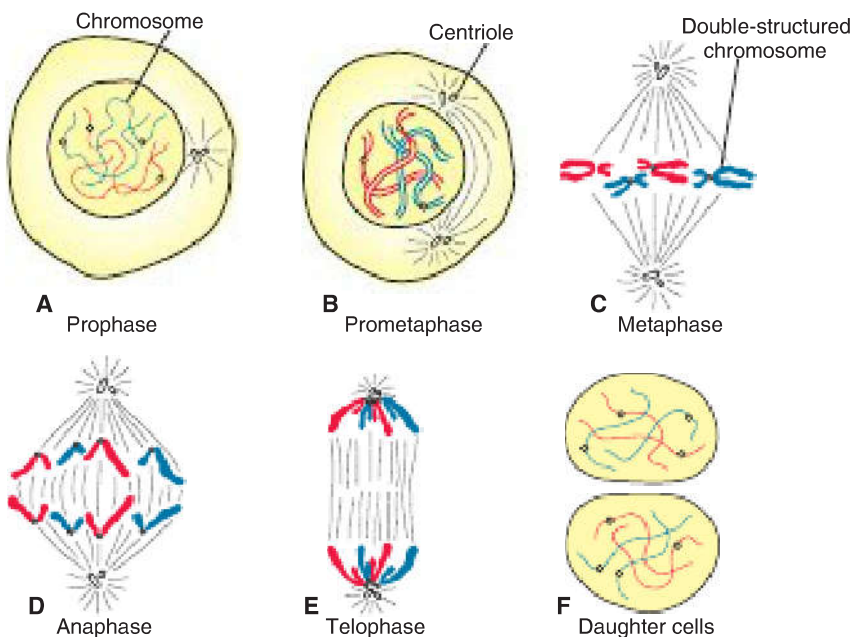 Chromosome
Centriole
Double-structured
chromosome
A
Prophase
B
Prometaphase
C
Metaphase
D
Anaphase
E
Telophase
F
Daughter cells